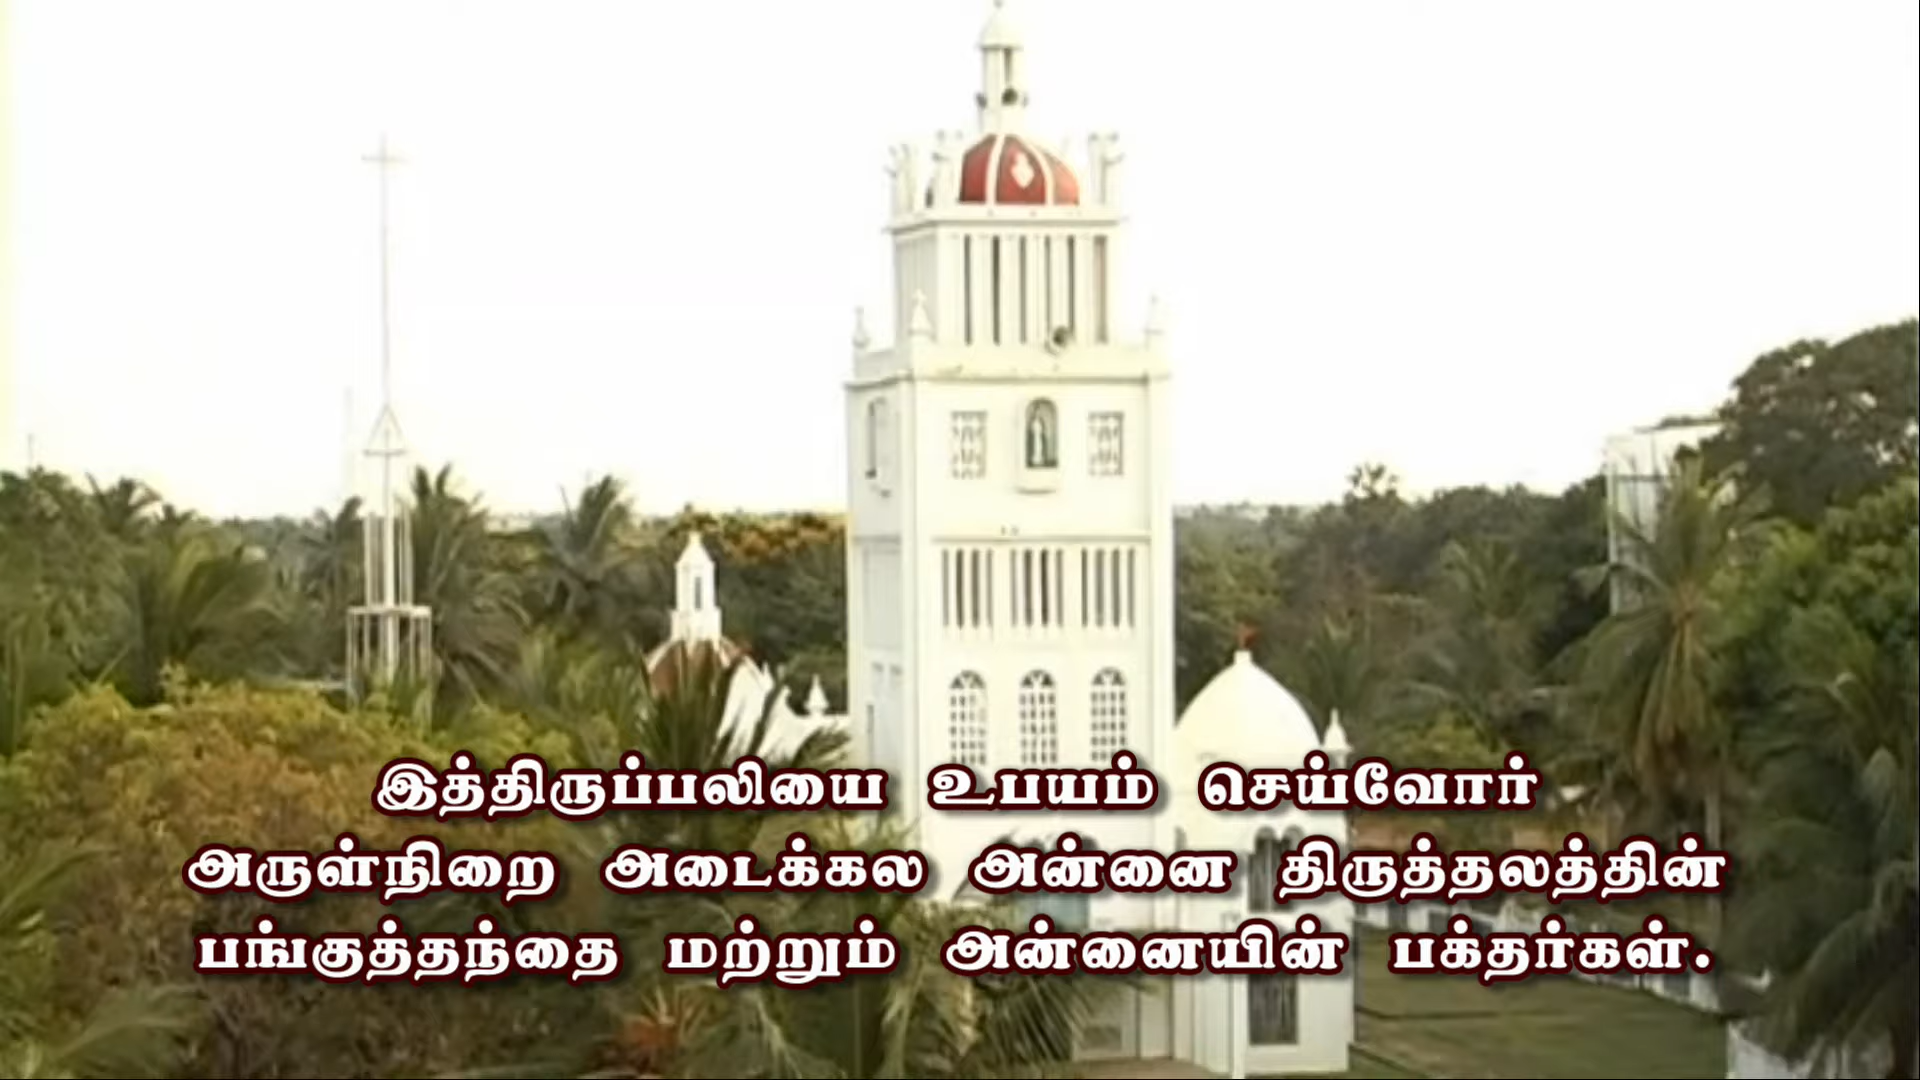 இத்திருப்பலியை உபயம் செய்வோர்
அருள்நிறை அடைக்கல அன்னை திருத்தலத்தின்
பங்குத்தந்தை மற்றும் அன்னையின் பக்தர்கள்.